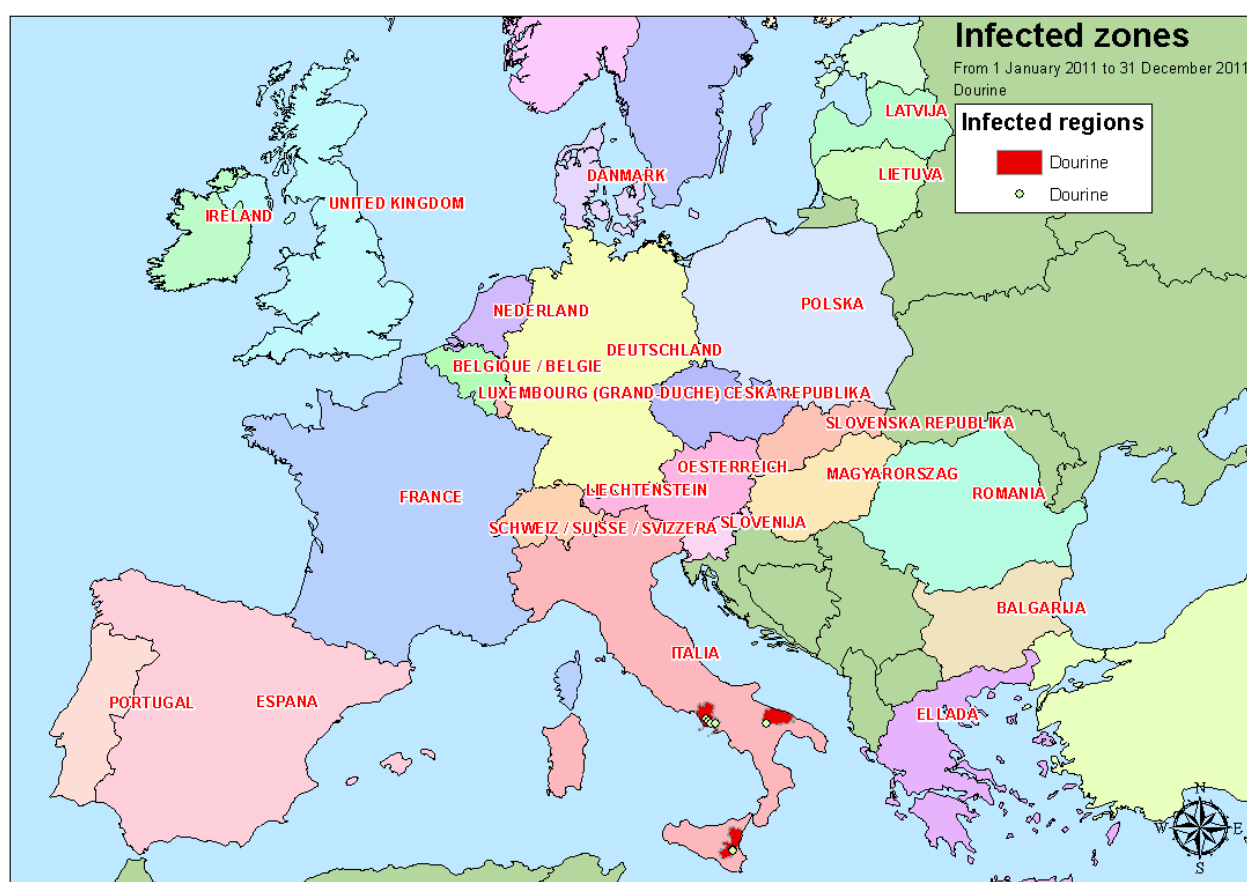 Infected zones
From 1 January 2011 to 31 December 2011
Dourine
Infected regions
Dourine
Dourine
LATVIJA
LIETUVA
DANMARK
IRELAND
UNITED KINGDOM
NEDERLAND
POLSKA
DEUTSCHLAND
BELGIQUE / BELGIE
LUXEMBOURG (GRAND-DUCHE)
CESKA REPUBLIKA
SLOVENSKA REPUBLIKA
OESTERREICH
MAGYARORSZAG
LIECHTENSTEIN
FRANCE
ROMANIA
SCHWEIZ / SUISSE / SVIZZERA
SLOVENIJA
BALGARIJA
ITALIA
PORTUGAL
ESPANA
ELLADA
N
W
E
S